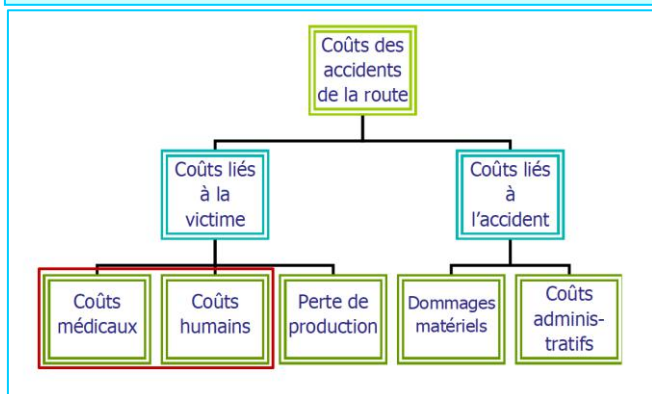 Coûts des
accidents
de la route
Coûts liés
à la
victime
Coûts liés
à
l'accident
Coûts
médicaux
Coûts
humains
Perte de
production
Dommages
matériels
Coûts
adminis-
tratifs